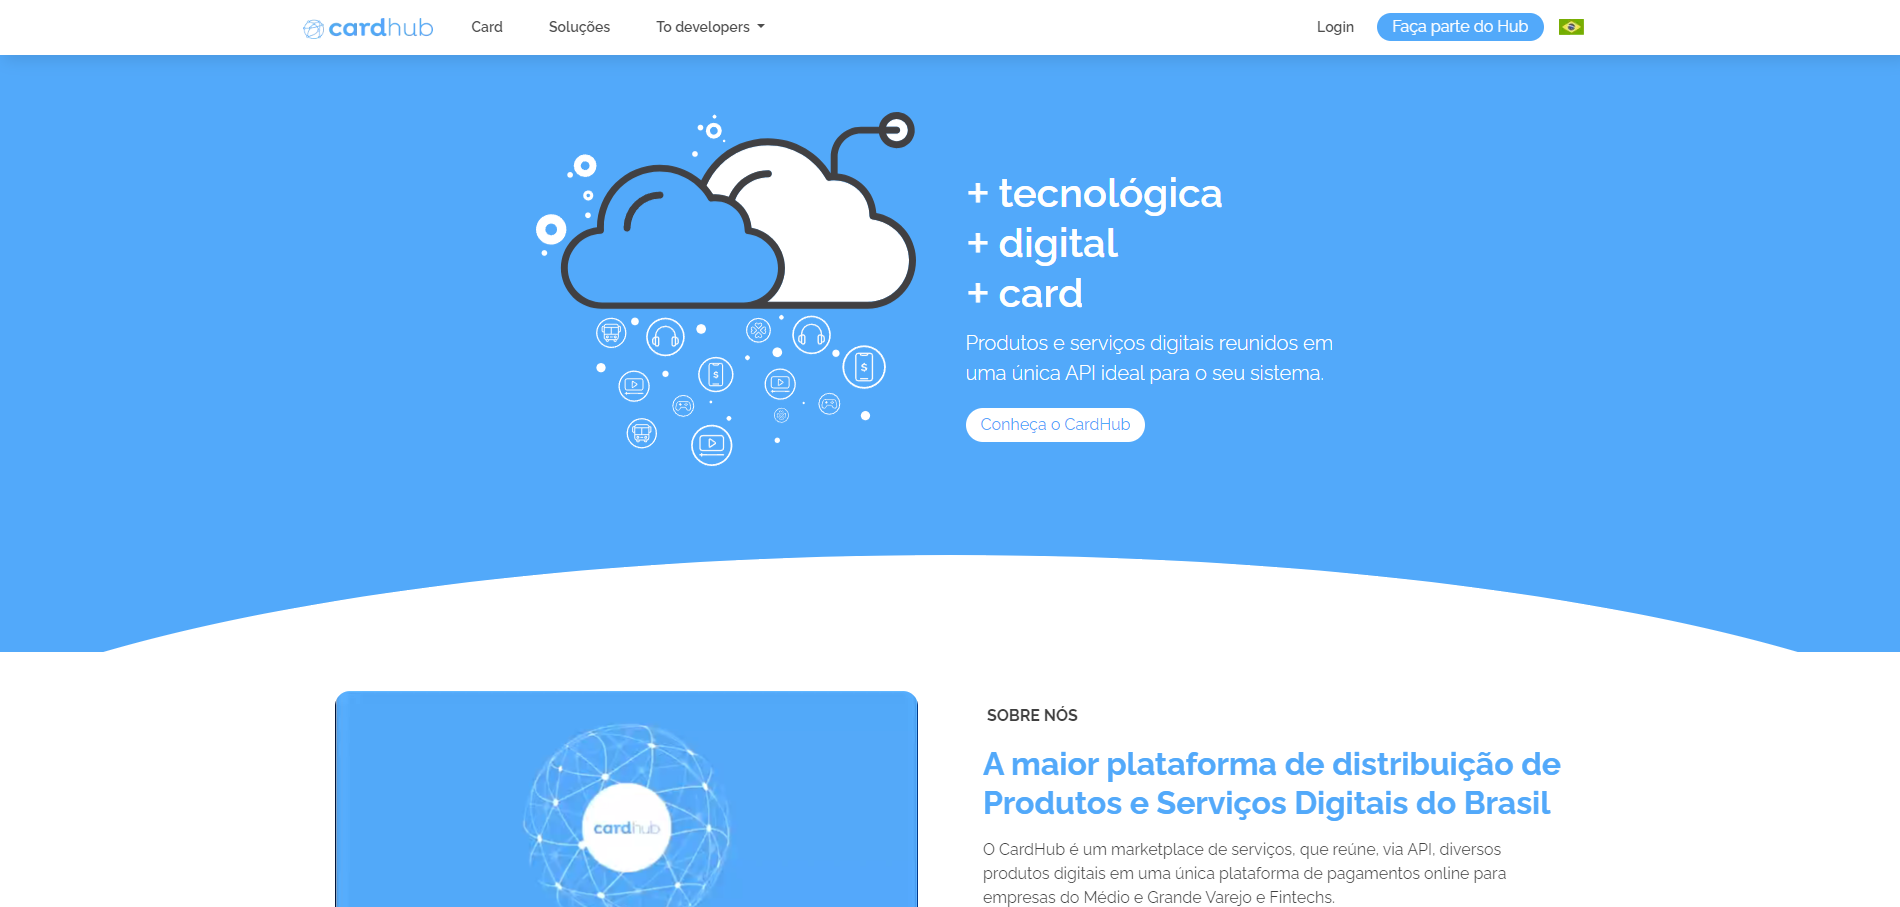 cardhub
Card
Soluções
To developers
Login
Faça parte do Hub
+ tecnológica
+ digital
+ card
Produtos e serviços digitais reunidos em
uma única API ideal para o seu sistema.
Conheça o CardHub
cardhub
SOBRE NÓS
A maior plataforma de distribuição de
Produtos e Serviços Digitais do Brasil
O CardHub é um marketplace de serviços, que reúne, via API, diversos
produtos digitais em uma única plataforma de pagamentos online para
empresas do Médio e Grande Varejo e Fintechs.